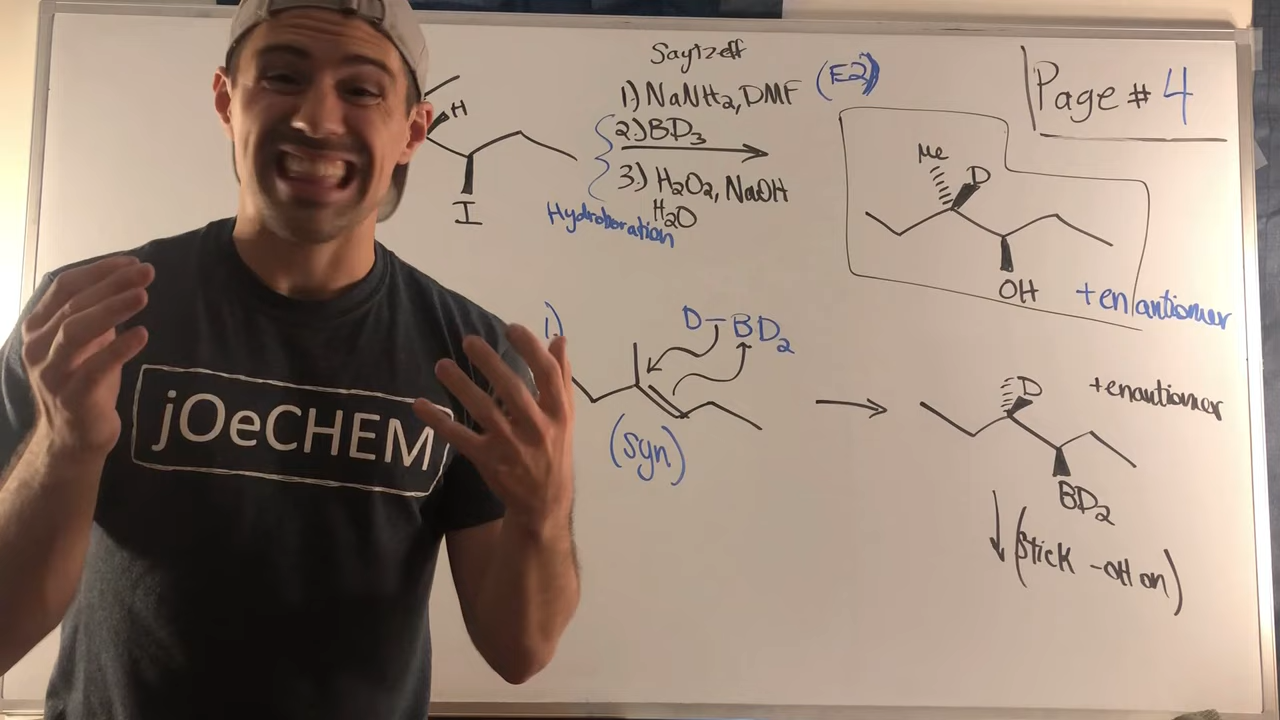 Saytzeff
1.) NaNH2, DMF
(E2)
2.) BD3
3.) H2O2, NaOH
H2O
Hydroboration
Page # 4
H
I
Me
D
OH
+enantiomer
jOeCHEM
1.)
D-BD2
(syn)
D
+enantiomer
BD2
(stick -OH on)